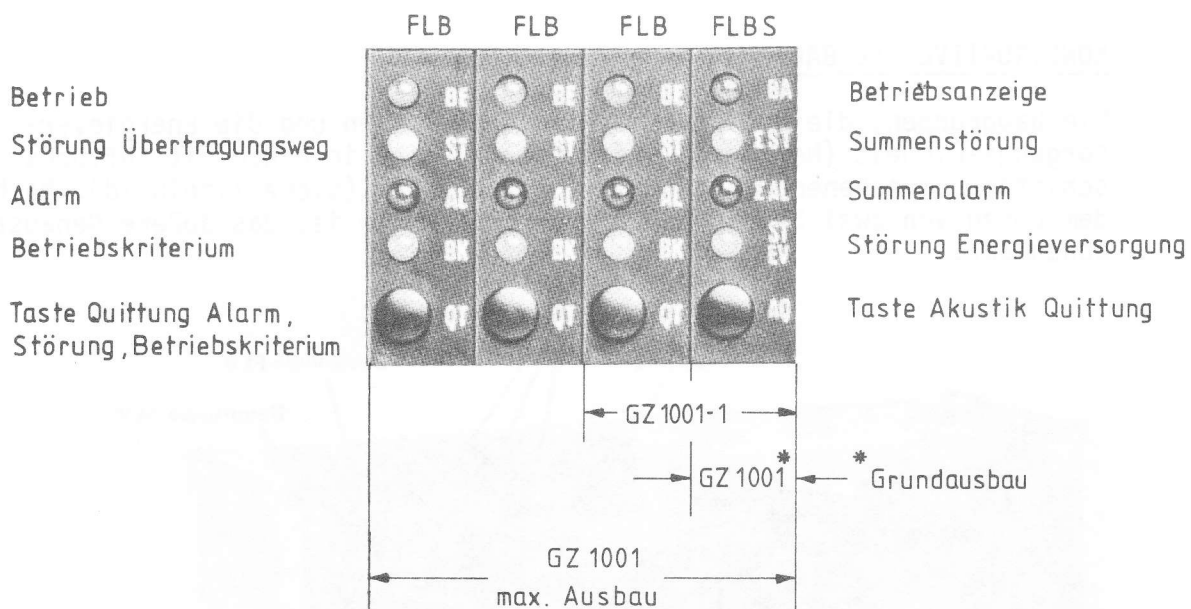 FLB FLB FLB FLBS
Betrieb BE BE BE BA Betriebsanzeige
Störung Übertragungsweg ST ST ST ΣST Summenstörung
Alarm AL AL AL ΣAL Summenalarm
Betriebskriterium BK BK BK ST EV Störung Energieversorgung
Taste Quittung Alarm, QT QT QT AQ Taste Akustik Quittung
Störung, Betriebskriterium
GZ 1001-1
GZ 1001* * Grundausbau
GZ 1001
max. Ausbau